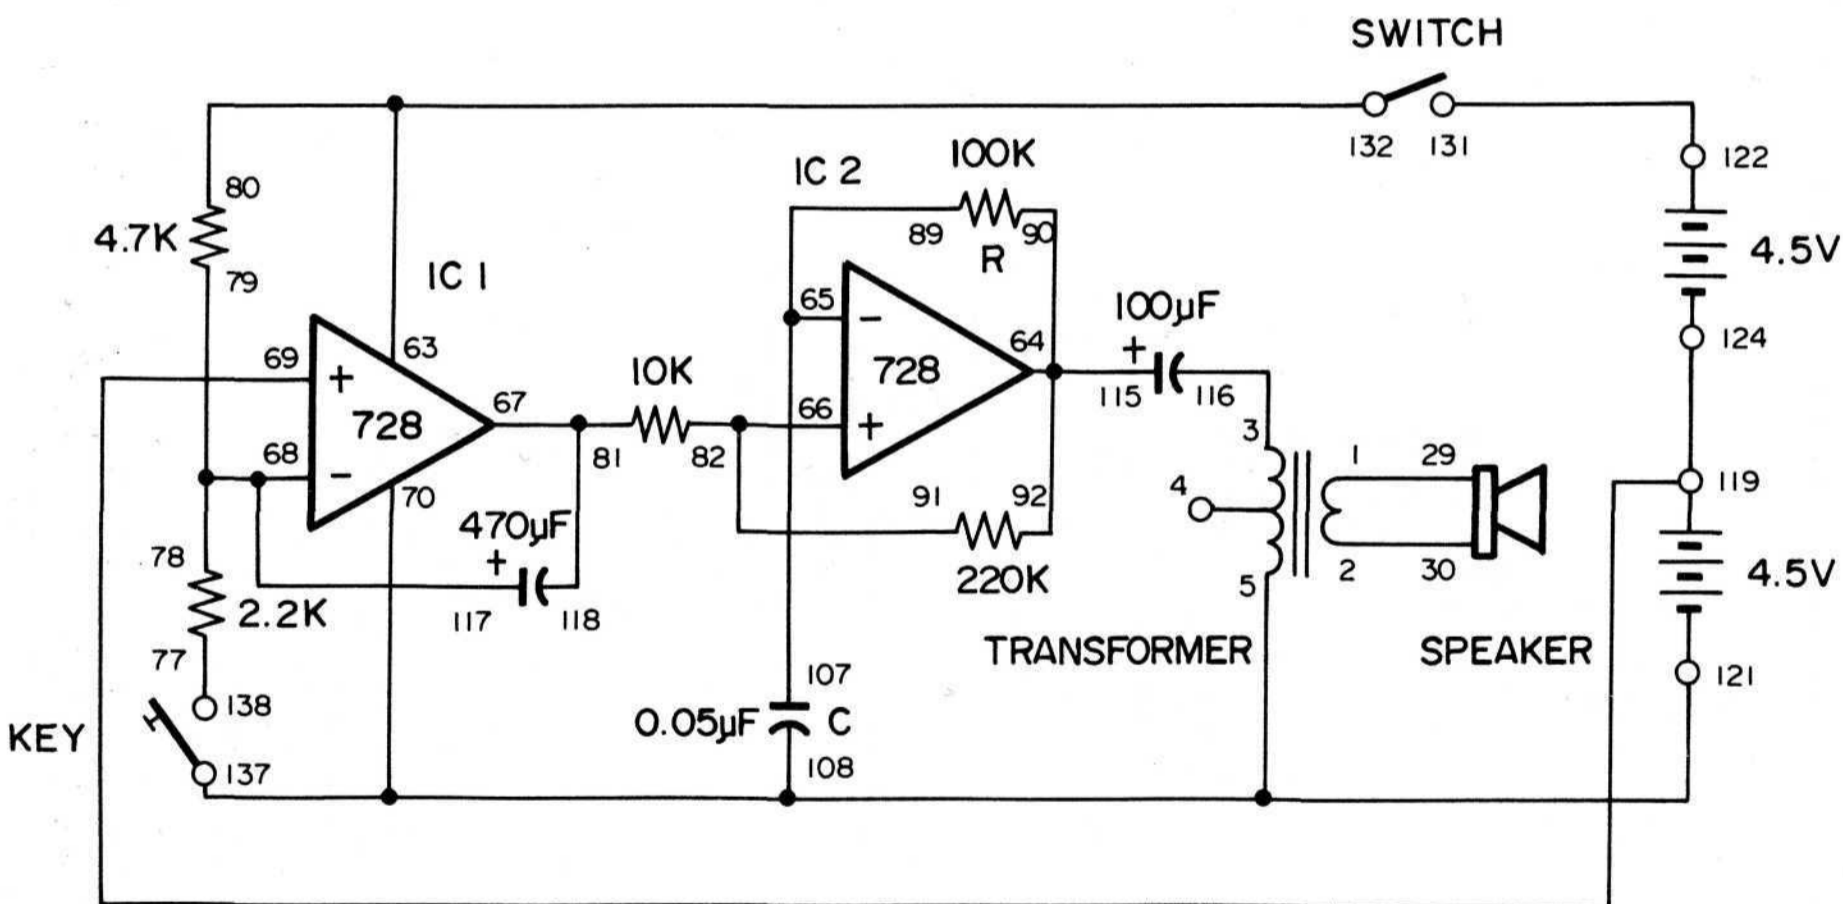 SWITCH
132 131
122
4.5V
124
119
4.5V
121
80
4.7K
79
IC 1
69 63
+
728
67
68
-
70
470µF
+
117 118
78
2.2K
77
138
KEY
137
10K
81 82
IC 2
100K
89 90
R
65
-
64
728
66
+
91 92
220K
107
0.05µF C
108
100µF
+
115 116
3
4
5
1 29
2 30
TRANSFORMER SPEAKER